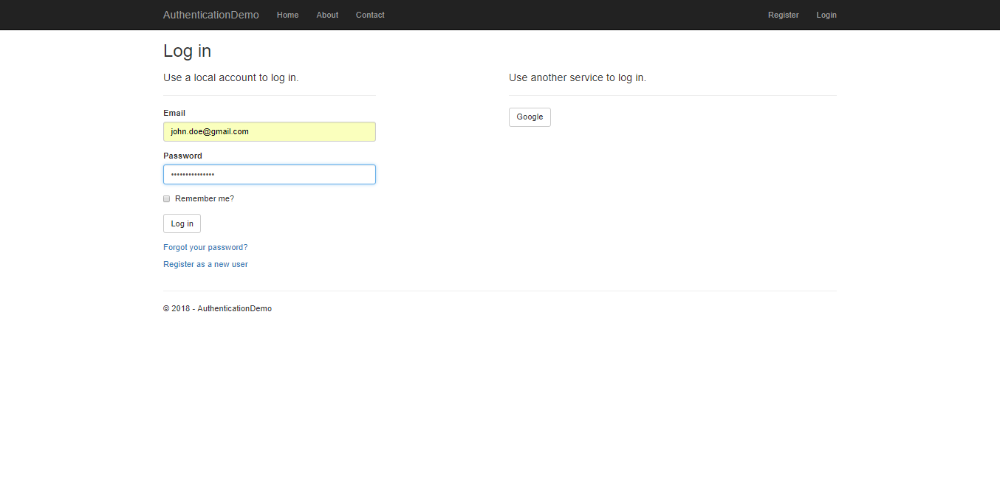 AuthenticationDemo Home About Contact Register Login
Log in
Use a local account to log in.
Use another service to log in.
Email
john.doe@gmail.com
Password
•••••••••••••••
Remember me?
Log in
Forgot your password?
Register as a new user
Google
© 2018 - AuthenticationDemo